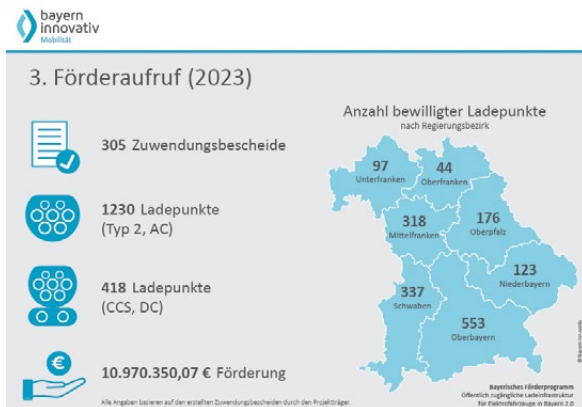 bayern
innovativ
Mobilität
3. Förderaufruf (2023)
305 Zuwendungsbescheide
1230 Ladepunkte
(Typ 2, AC)
418 Ladepunkte
(CCS, DC)
10.970.350,07 € Förderung
Anzahl bewilligter Ladepunkte
nach Regierungsbezirk
97
Unterfranken
44
Oberfranken
318
Mittelfranken
176
Oberpfalz
123
Niederbayern
337
Schwaben
553
Oberbayern
© Bayern Innovativ
Alle Angaben basieren auf den erstellten Zuwendungsbescheiden durch den Projektträger.
Bayerisches Förderprogramm
Öffentlich zugängliche Ladeinfrastruktur
für Elektrofahrzeuge in Bayern 2.0